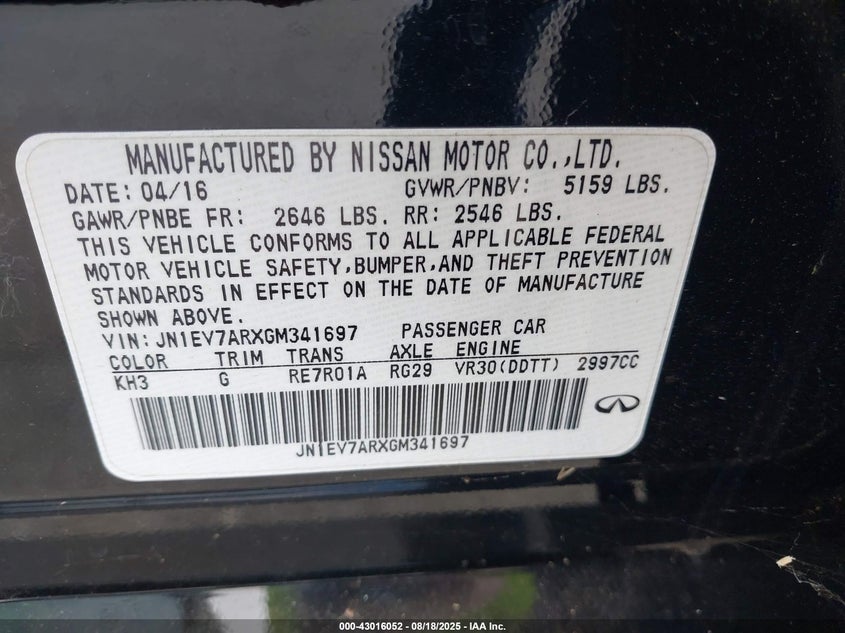 MANUFACTURED BY NISSAN MOTOR CO.,LTD.
DATE: 04/16 GVWR/PNBV: 5159 LBS.
GAWR/PNBE FR: 2646 LBS. RR: 2546 LBS.
THIS VEHICLE CONFORMS TO ALL APPLICABLE FEDERAL
MOTOR VEHICLE SAFETY,BUMPER,AND THEFT PREVENTION
STANDARDS IN EFFECT ON THE DATE OF MANUFACTURE
SHOWN ABOVE.
VIN: JN1EV7ARXGM341697 PASSENGER CAR
COLOR TRIM TRANS AXLE ENGINE
KH3 G RE7R01A RG29 VR30(DDTT) 2997CC
JN1EV7ARXGM341697
000-43016052 - 08/18/2025 - IAA Inc.